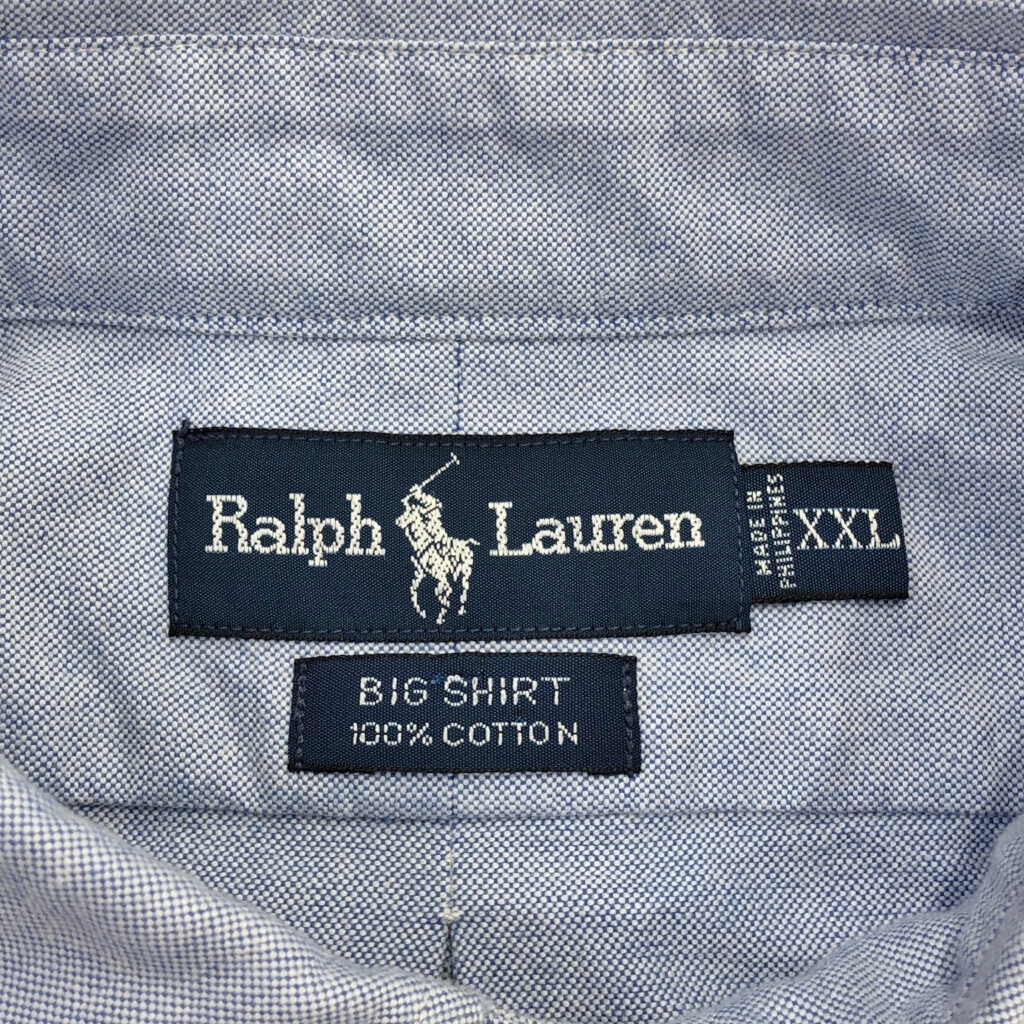 Ralph Lauren
MADE IN
PHILIPPINES
XXL
BIG SHIRT
100% COTTON